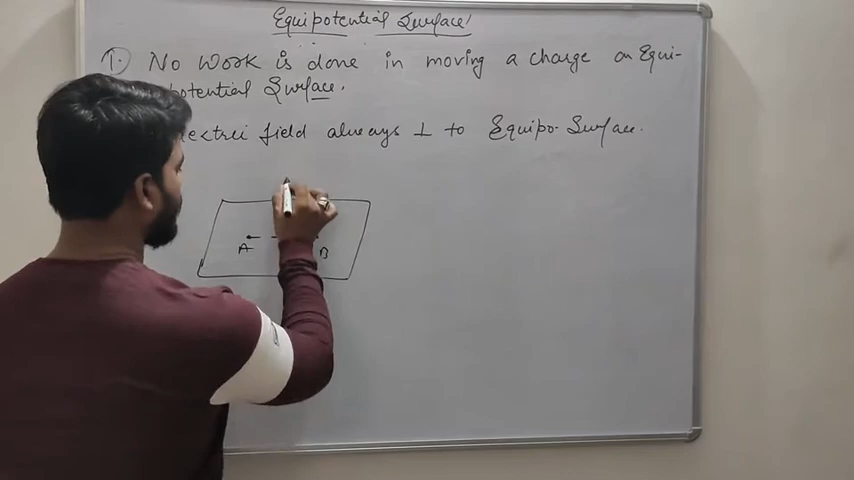 Equipotential Surface!
1. No work is done in moving a charge on Equi-
potential Surface.
field always ⊥ to Equipo. Surface.
A B